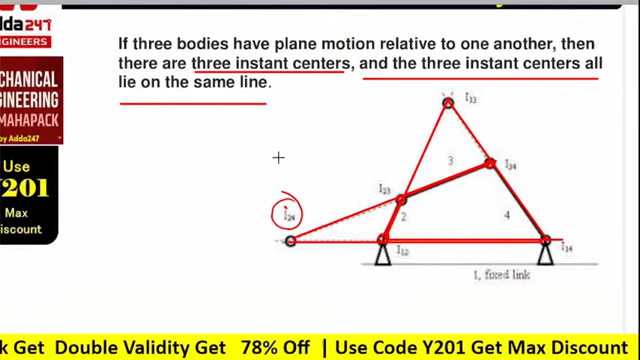 Adda247
ENGINEERS
If three bodies have plane motion relative to one another, then
there are three instant centers, and the three instant centers all
lie on the same line.
MECHANICAL
ENGINEERING
MAHAPACK
by Adda247
Use
Y201
Max
Discount
I13
I34
3
I23
2
4
I24
I12
I14
1, fixed link
k Get Double Validity Get 78% Off | Use Code Y201 Get Max Discount